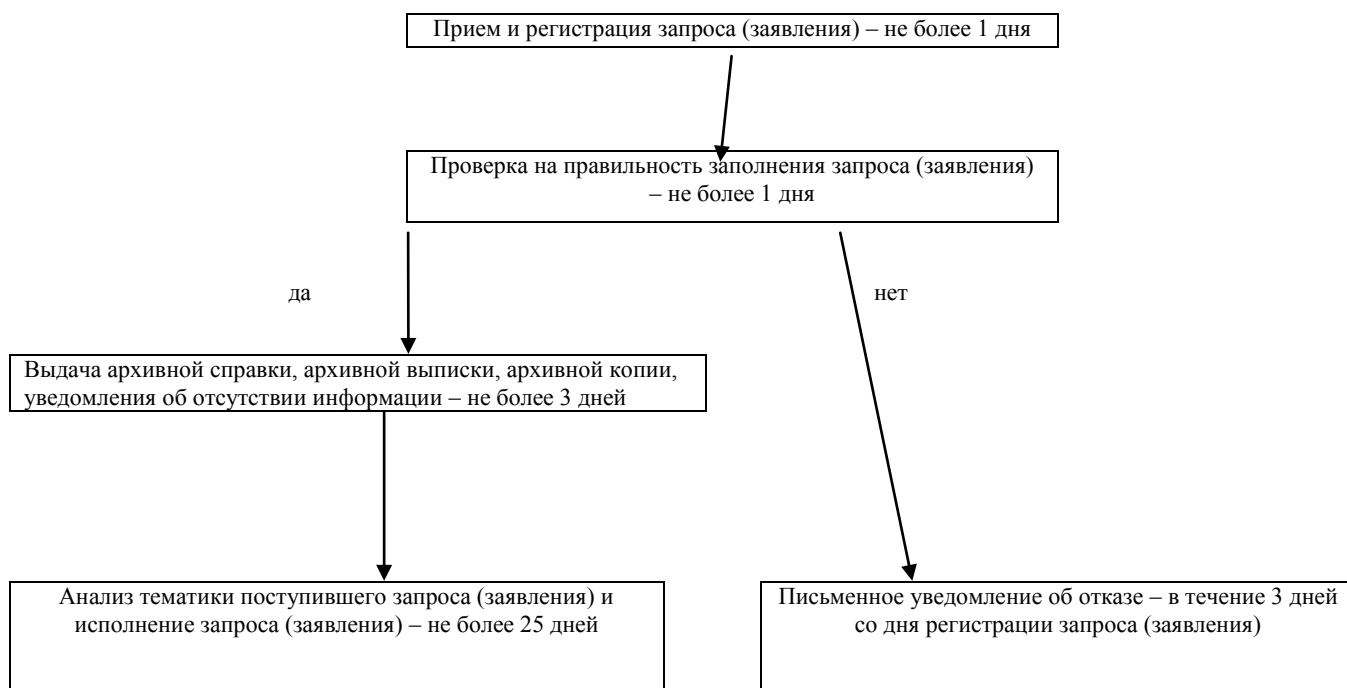 Прием и регистрация запроса (заявления) – не более 1 дня
Проверка на правильность заполнения запроса (заявления)
– не более 1 дня
да
нет
Выдача архивной справки, архивной выписки, архивной копии,
уведомления об отсутствии информации – не более 3 дней
Анализ тематики поступившего запроса (заявления) и
исполнение запроса (заявления) – не более 25 дней
Письменное уведомление об отказе – в течение 3 дней
со дня регистрации запроса (заявления)